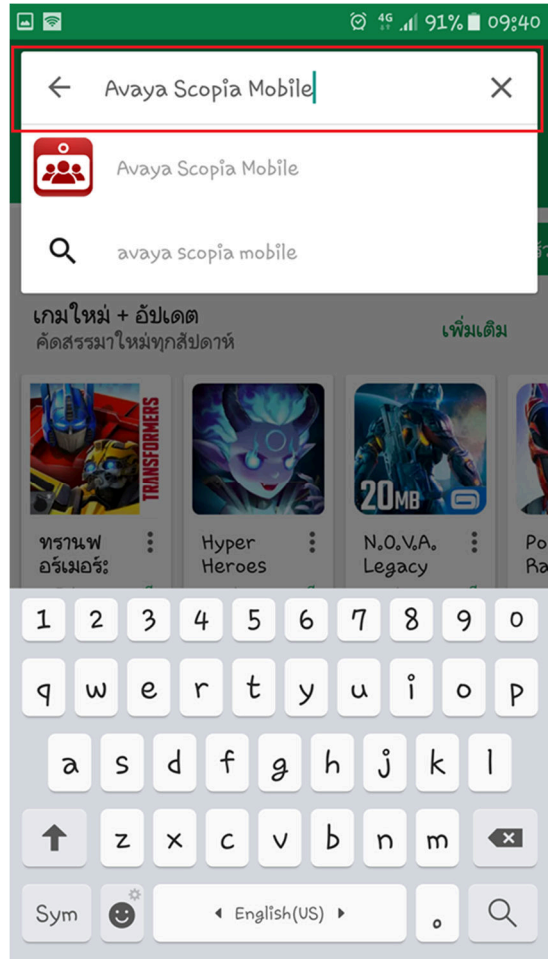 4G 91% 09:40
Avaya Scopia Mobile
Avaya Scopia Mobile
avaya scopia mobile
เกมใหม่ + อัปเดต
คัดสรรมาใหม่ทุกสัปดาห์
เพิ่มเติม
TRANSFORMERS
20MB
ทรานฟ
อร์เมอร์:
Hyper
Heroes
N.O.V.A.
Legacy
Po
Ra
1 2 3 4 5 6 7 8 9 0
q w e r t y u i o p
a s d f g h j k l
z x c v b n m
Sym English(US) .